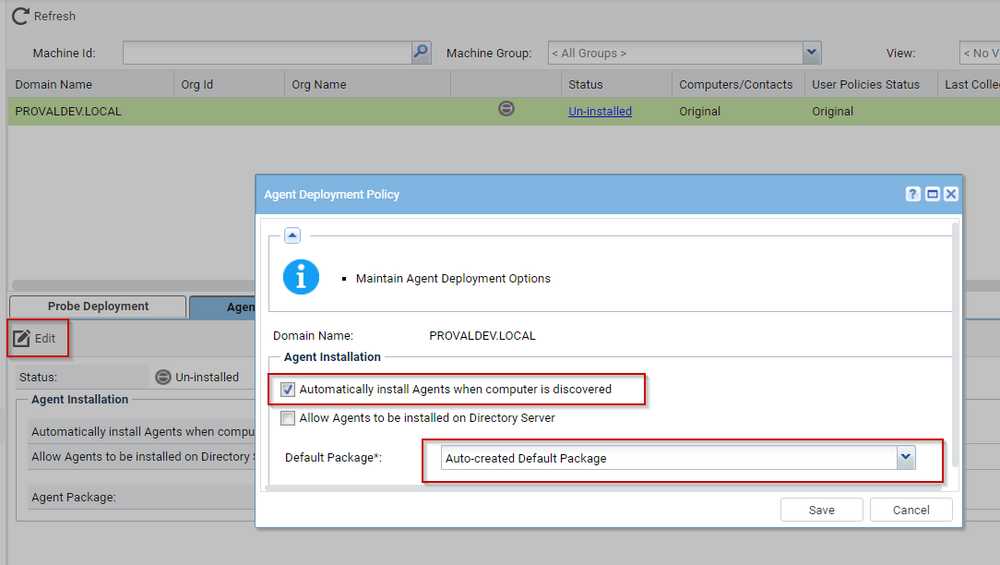 Refresh
Machine Id: Machine Group: < All Groups > View: < No V
Domain Name Org Id Org Name Status Computers/Contacts User Policies Status Last Colle
PROVALDEV.LOCAL Un-installed Original Original
Agent Deployment Policy ?
i Maintain Agent Deployment Options
Domain Name: PROVALDEV.LOCAL
Agent Installation
Automatically install Agents when computer is discovered
Allow Agents to be installed on Directory Server
Default Package*: Auto-created Default Package
Save Cancel
Probe Deployment Agen
Edit
Status: Un-installed
Agent Installation
Automatically install Agents when compu
Allow Agents to be installed on Directory
Agent Package: